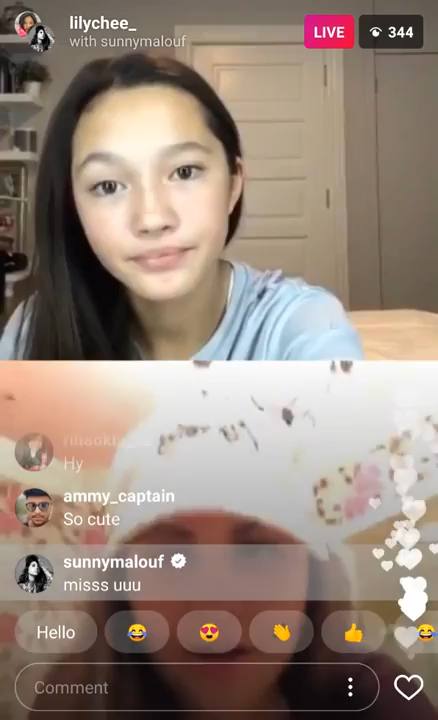 lilychee_
with sunnymalouf
LIVE
344
Hy
ammy_captain
So cute
sunnymalouf
misss uuu
Hello
Comment